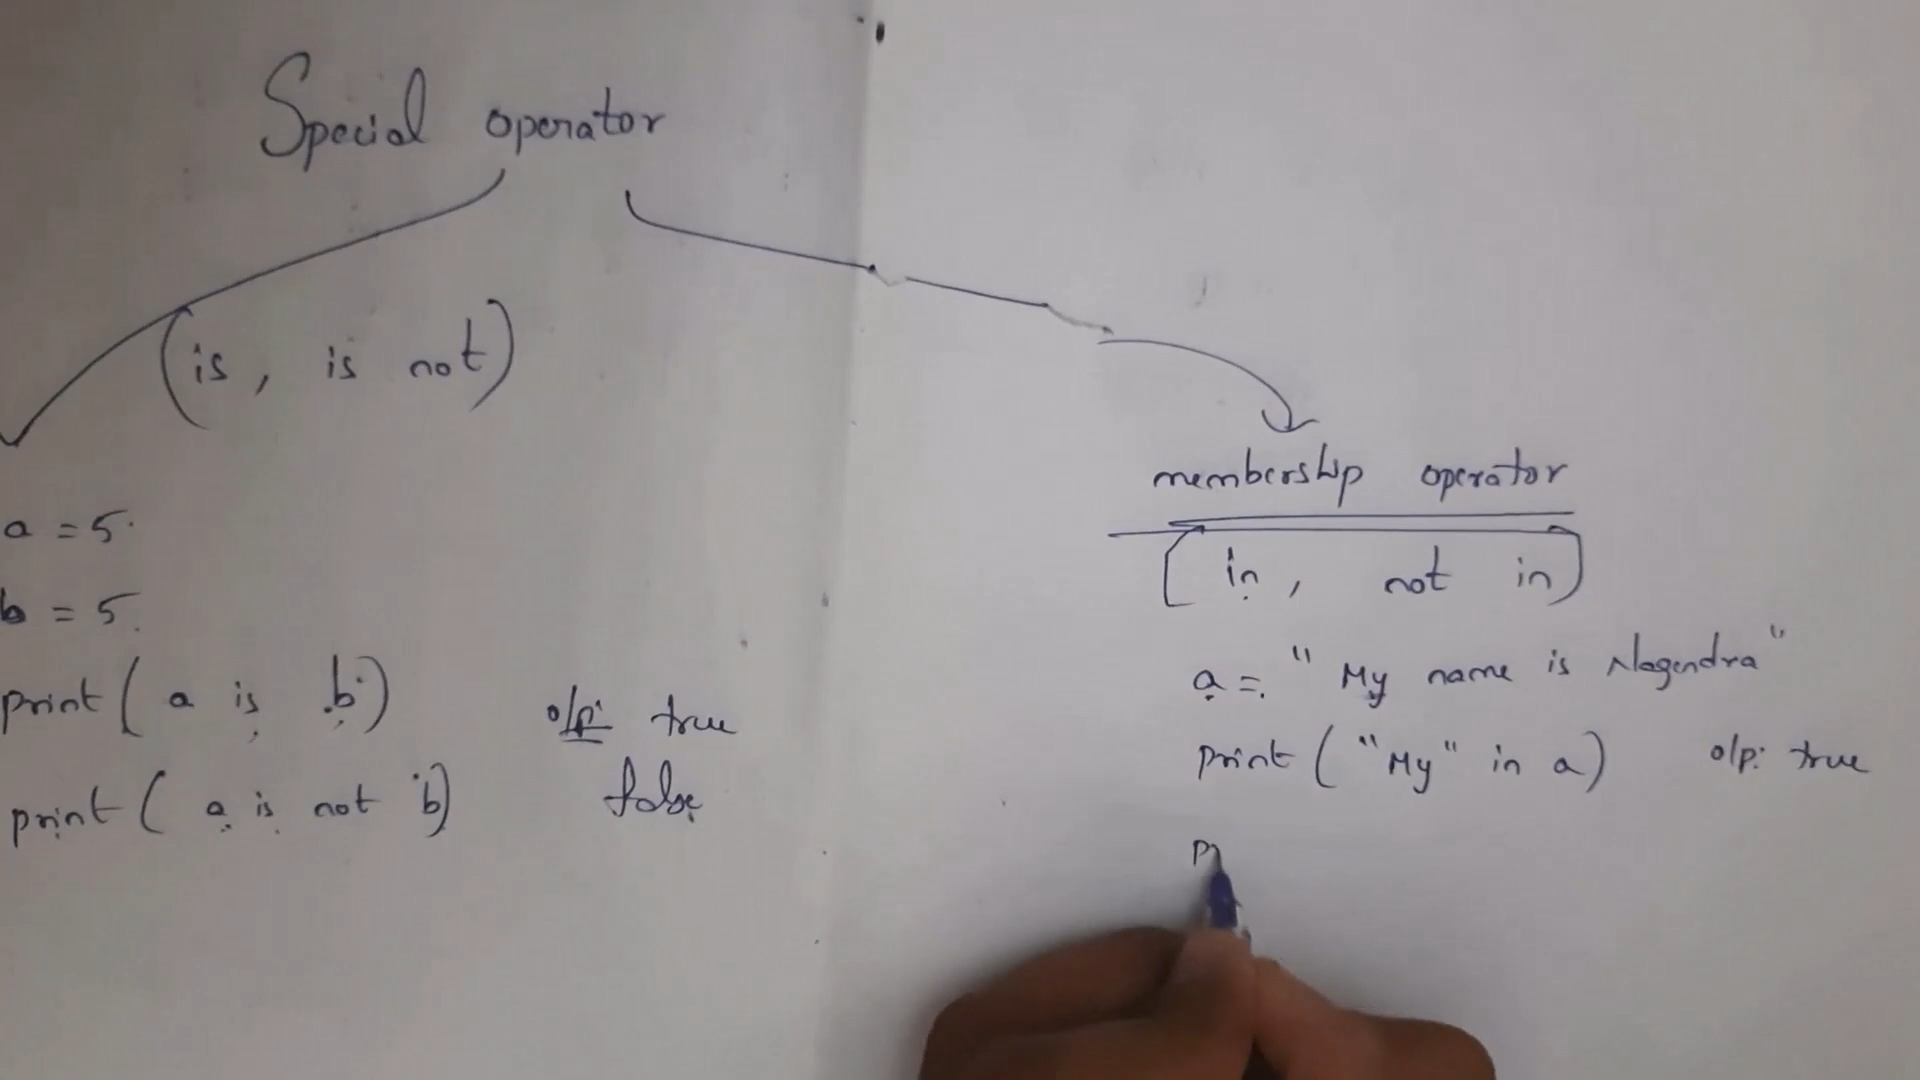 Special operator
(is, is not)
a = 5
b = 5
print( a is b)
o/p: true
print( a is not b)
false
membership operator
[in, not in]
a = "My name is Nagendra"
print("My" in a) o/p: true
Pr